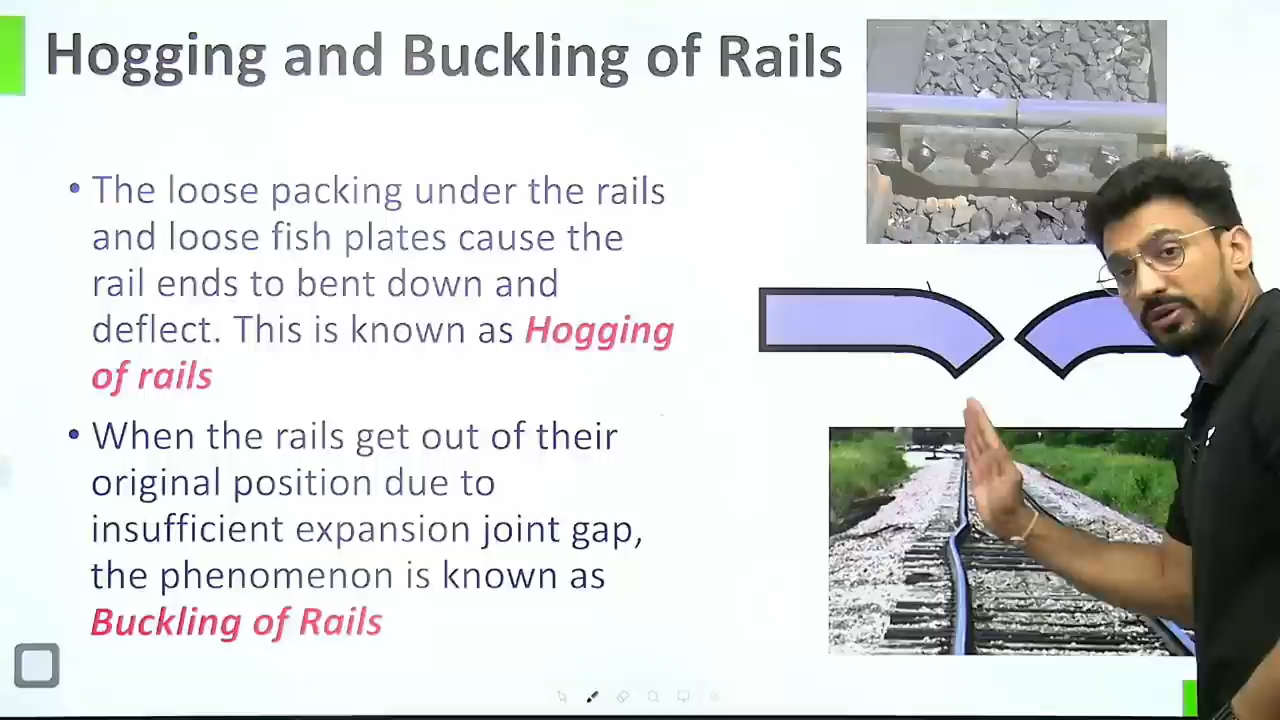 Hogging and Buckling of Rails
• The loose packing under the rails
and loose fish plates cause the
rail ends to bent down and
deflect. This is known as Hogging
of rails
• When the rails get out of their
original position due to
insufficient expansion joint gap,
the phenomenon is known as
Buckling of Rails